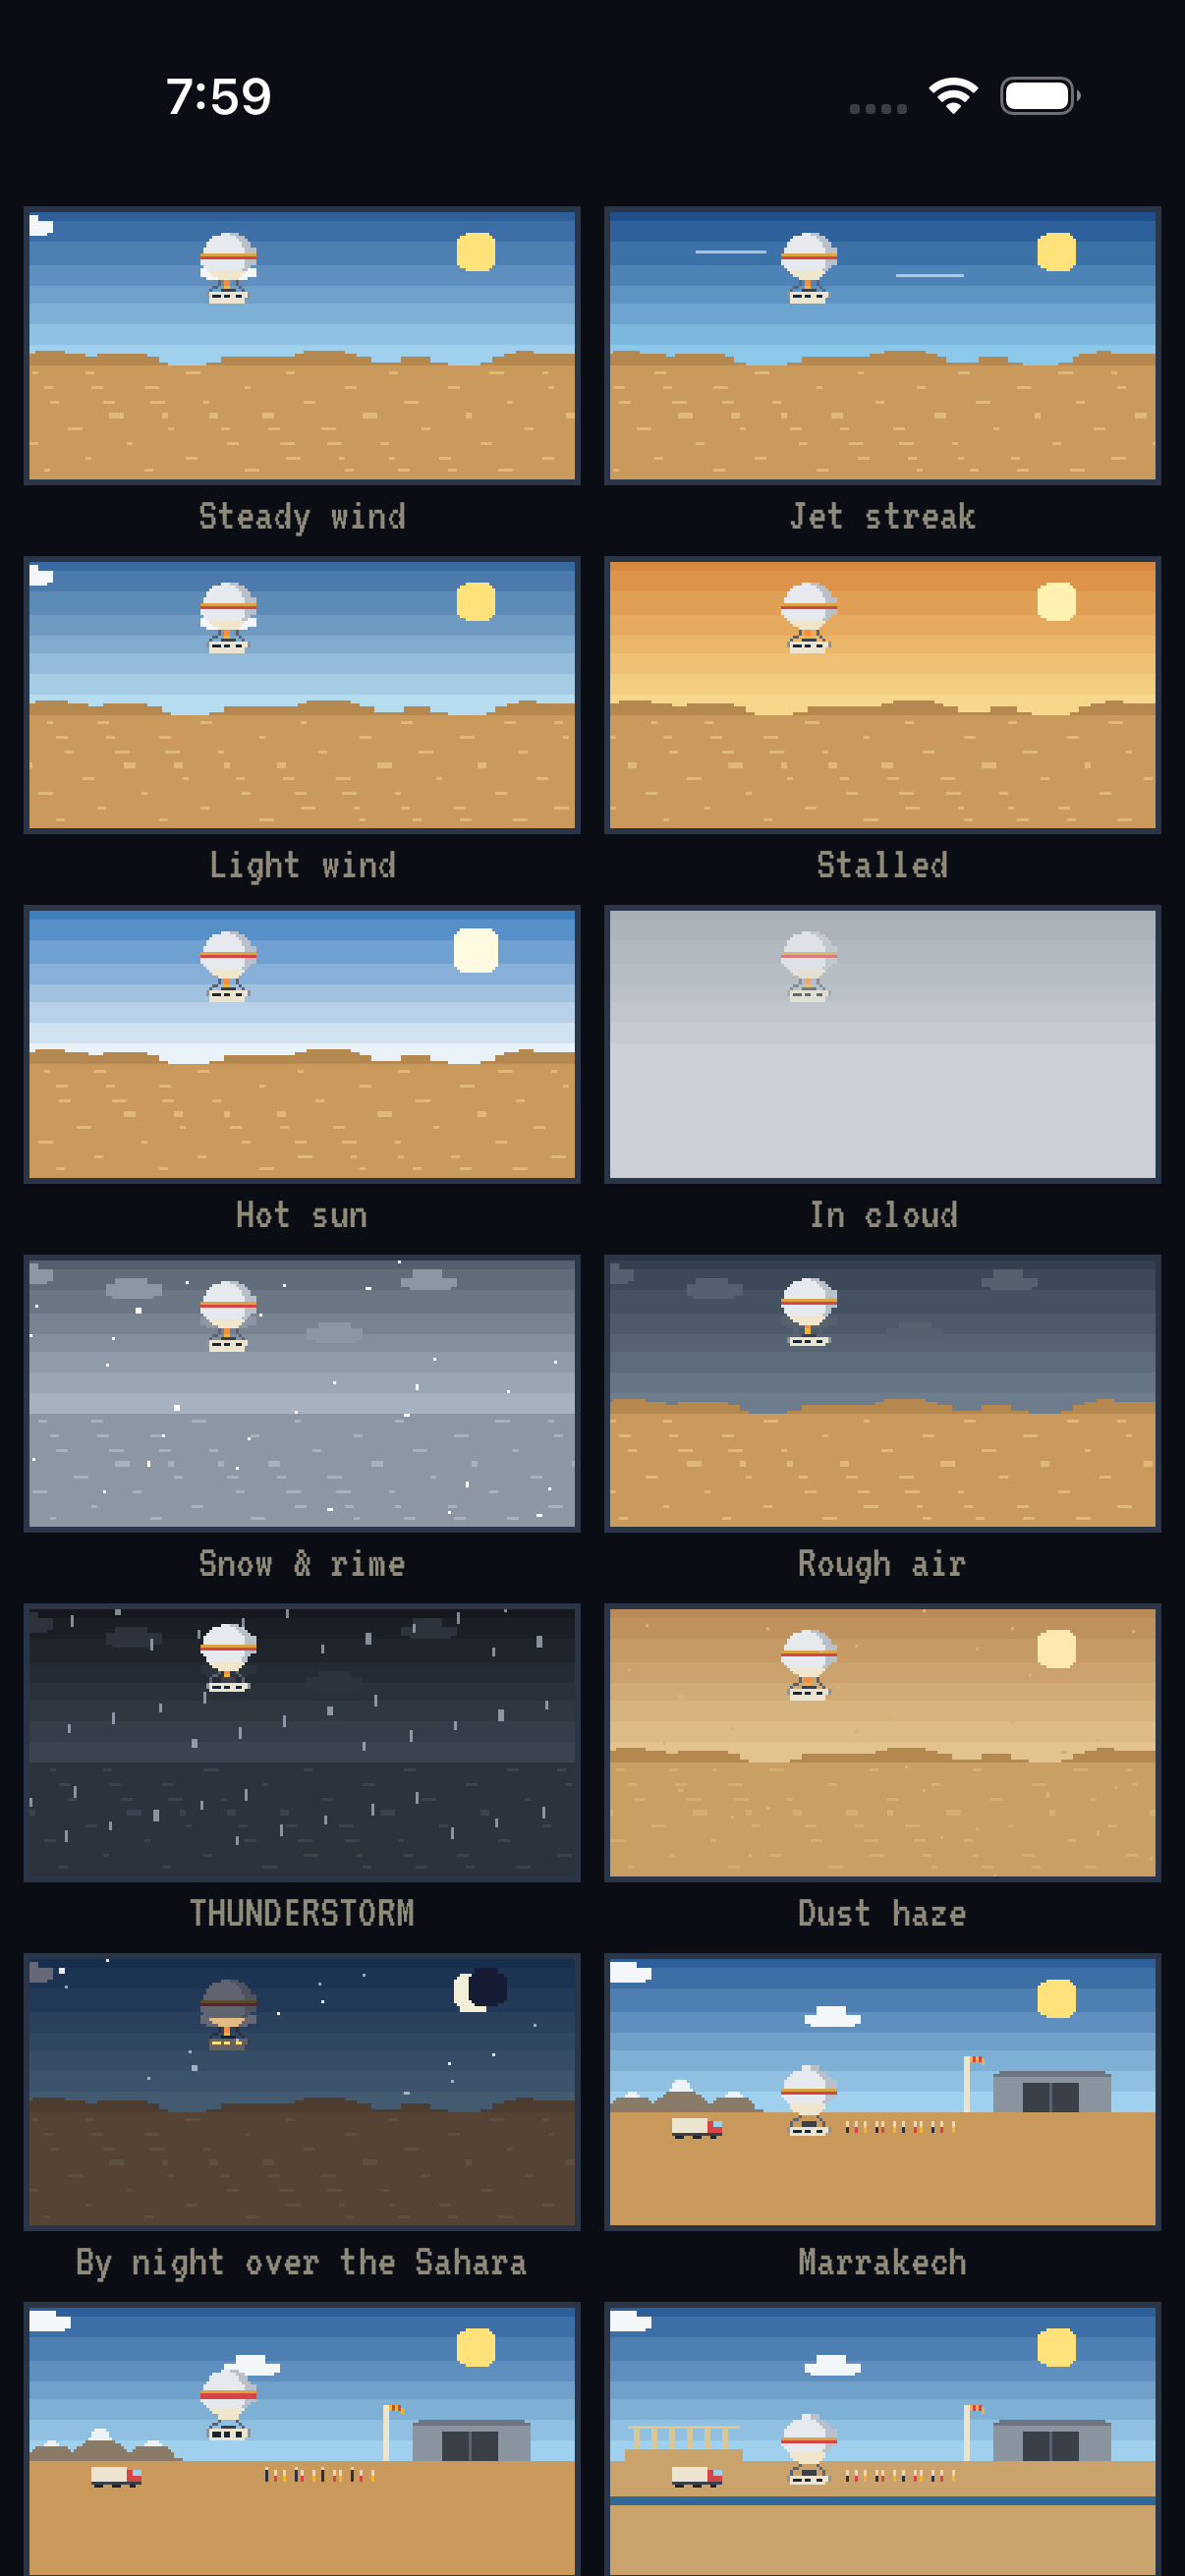 7:59
Steady wind
Jet streak
Light wind
Stalled
Hot sun
In cloud
Snow & rime
Rough air
THUNDERSTORM
Dust haze
By night over the Sahara
Marrakech